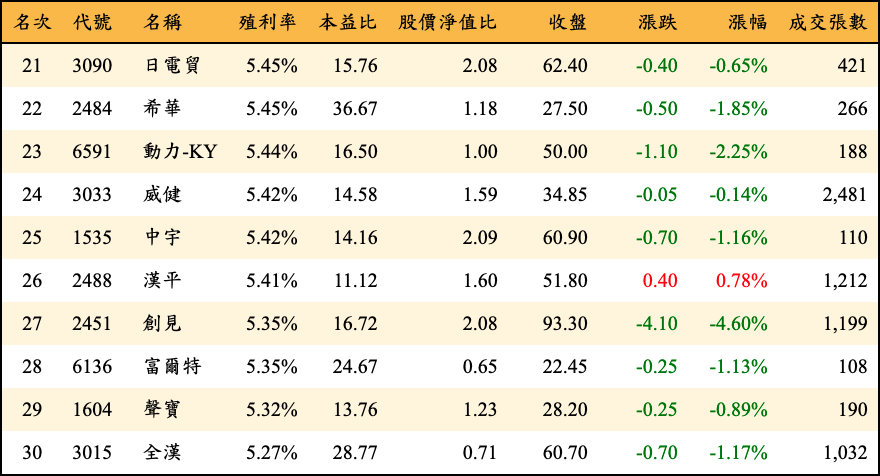 名次 代號 名稱 殖利率 本益比 股價淨值比 收盤 漲跌 漲幅 成交張數
21 3090 日電貿 5.45% 15.76 2.08 62.40 -0.40 -0.65% 421
22 2484 希華 5.45% 36.67 1.18 27.50 -0.50 -1.85% 266
23 6591 動力-KY 5.44% 16.50 1.00 50.00 -1.10 -2.25% 188
24 3033 威健 5.42% 14.58 1.59 34.85 -0.05 -0.14% 2,481
25 1535 中宇 5.42% 14.16 2.09 60.90 -0.70 -1.16% 110
26 2488 漢平 5.41% 11.12 1.60 51.80 0.40 0.78% 1,212
27 2451 創見 5.35% 16.72 2.08 93.30 -4.10 -4.60% 1,199
28 6136 富爾特 5.35% 24.67 0.65 22.45 -0.25 -1.13% 108
29 1604 聲寶 5.32% 13.76 1.23 28.20 -0.25 -0.89% 190
30 3015 全漢 5.27% 28.77 0.71 60.70 -0.70 -1.17% 1,032